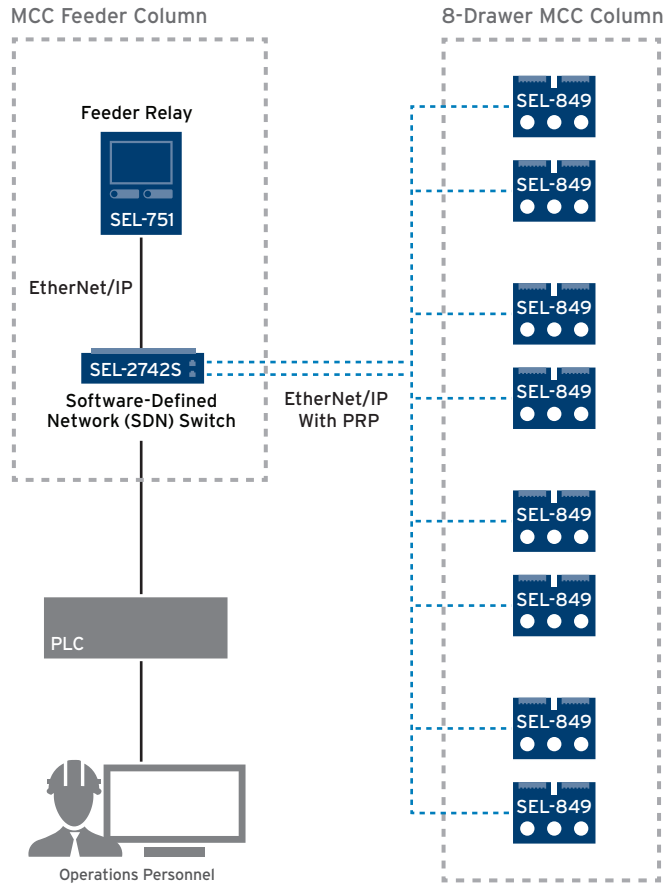 MCC Feeder Column
8-Drawer MCC Column
Feeder Relay
SEL-751
EtherNet/IP
SEL-2742S
Software-Defined
Network (SDN) Switch
EtherNet/IP
With PRP
PLC
Operations Personnel
SEL-849
SEL-849
SEL-849
SEL-849
SEL-849
SEL-849
SEL-849
SEL-849